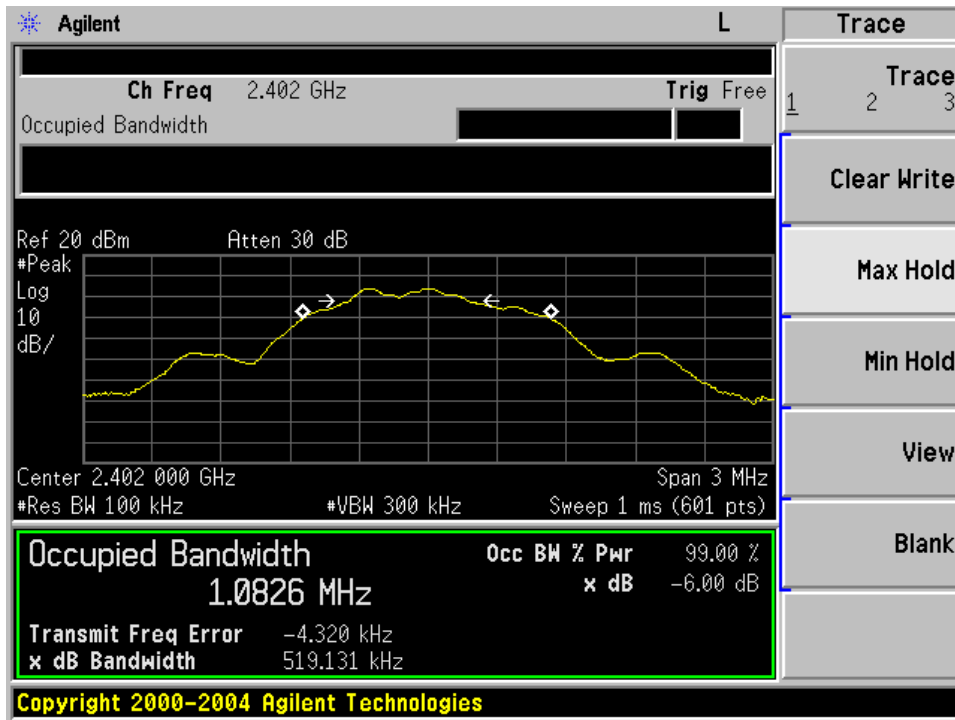 Agilent L Trace
Ch Freq 2.402 GHz Trig Free
Occupied Bandwidth
Trace
1 2 3
Clear Write
Max Hold
Min Hold
View
Blank
Ref 20 dBm Atten 30 dB
#Peak
Log
10
dB/
Center 2.402 000 GHz Span 3 MHz
#Res BW 100 kHz #VBW 300 kHz Sweep 1 ms (601 pts)
Occupied Bandwidth Occ BW % Pwr 99.00 %
1.0826 MHz x dB -6.00 dB
Transmit Freq Error -4.320 kHz
x dB Bandwidth 519.131 kHz
Copyright 2000-2004 Agilent Technologies